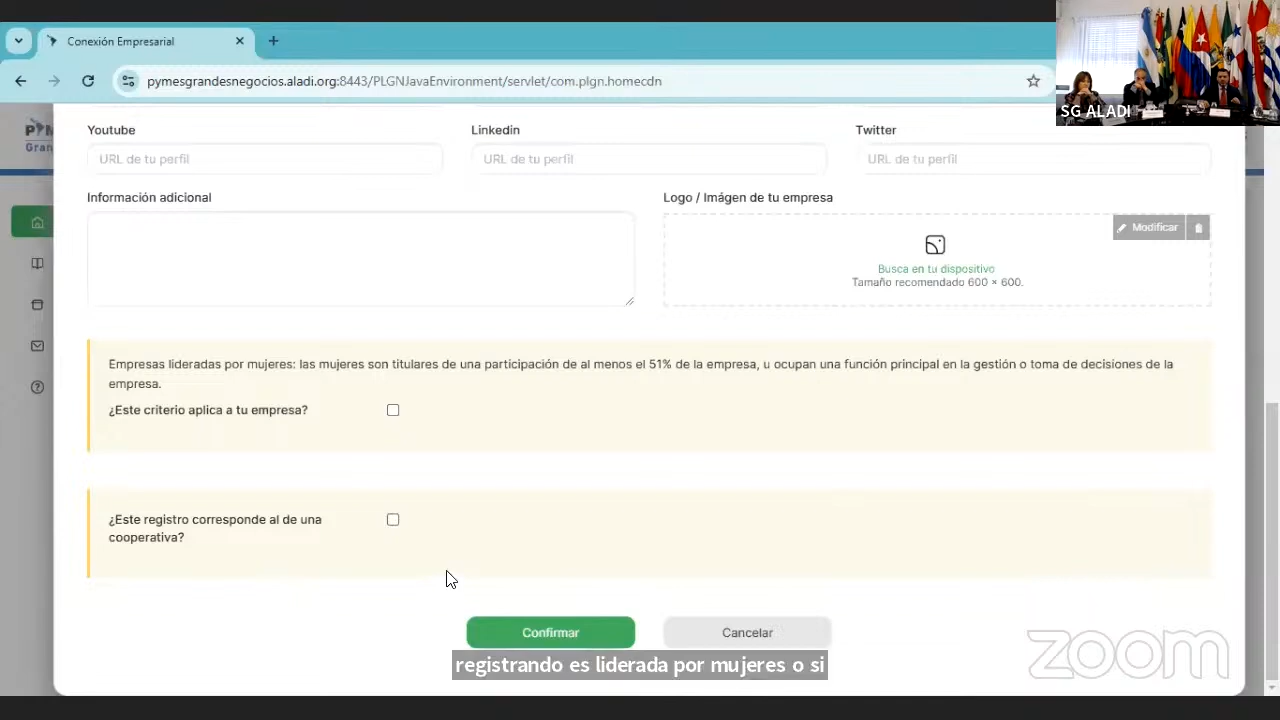 Conexión Empresarial
pymesgrandesnegocios.aladi.org:8443/PLGNJavaEnvironment/servlet/com.plgn.homecdn
SG ALADI
Youtube
Linkedin
Twitter
URL de tu perfil
URL de tu perfil
URL de tu perfil
Gran
Información adicional
Logo / Imágen de tu empresa
Modificar
Busca en tu dispositivo
Tamaño recomendado 600 × 600.
Empresas lideradas por mujeres: las mujeres son titulares de una participación de al menos el 51% de la empresa, u ocupan una función principal en la gestión o toma de decisiones de la
empresa.
¿Este criterio aplica a tu empresa?
¿Este registro corresponde al de una
cooperativa?
Confirmar
Cancelar
zoom
registrando es liderada por mujeres o si